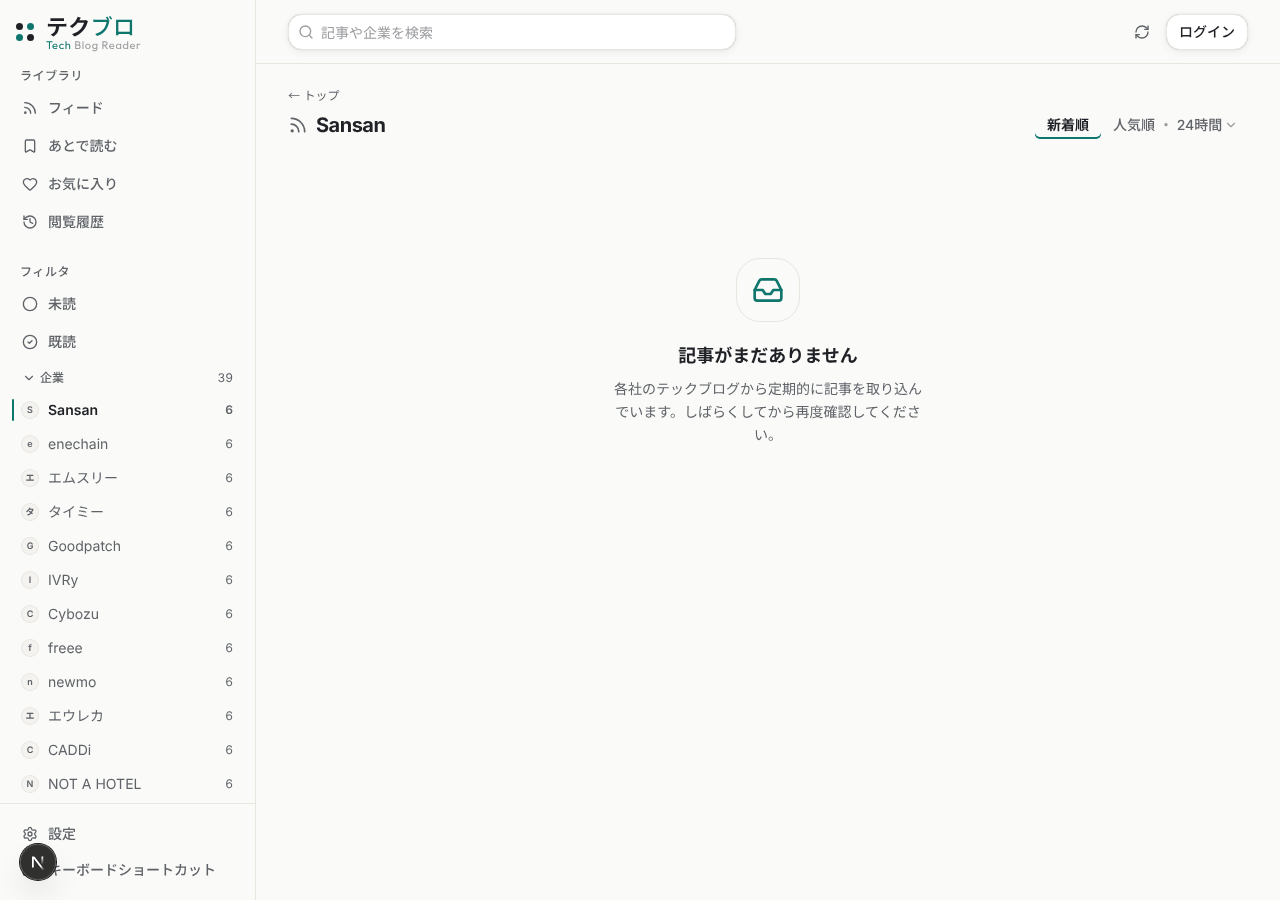 テクブロ
Tech Blog Reader
ライブラリ
フィード
あとで読む
お気に入り
閲覧履歴
フィルタ
未読
既読
企業 39
S Sansan 6
e enechain 6
エ エムスリー 6
タ タイミー 6
G Goodpatch 6
I IVRy 6
C Cybozu 6
f freee 6
n newmo 6
エ エウレカ 6
C CADDi 6
N NOT A HOTEL 6
設定
N キーボードショートカット
記事や企業を検索
ログイン
← トップ
Sansan
新着順 人気順 • 24時間
記事がまだありません
各社のテックブログから定期的に記事を取り込ん
でいます。しばらくしてから再度確認してくださ
い。